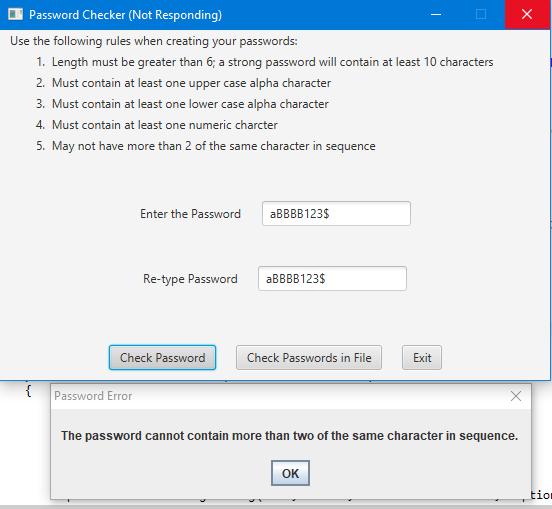 Password Checker (Not Responding)
Use the following rules when creating your passwords:
1. Length must be greater than 6; a strong password will contain at least 10 characters
2. Must contain at least one upper case alpha character
3. Must contain at least one lower case alpha character
4. Must contain at least one numeric charcter
5. May not have more than 2 of the same character in sequence
Enter the Password aBBBB123$
Re-type Password aBBBB123$
Check Password Check Passwords in File Exit
{
Password Error
The password cannot contain more than two of the same character in sequence.
OK